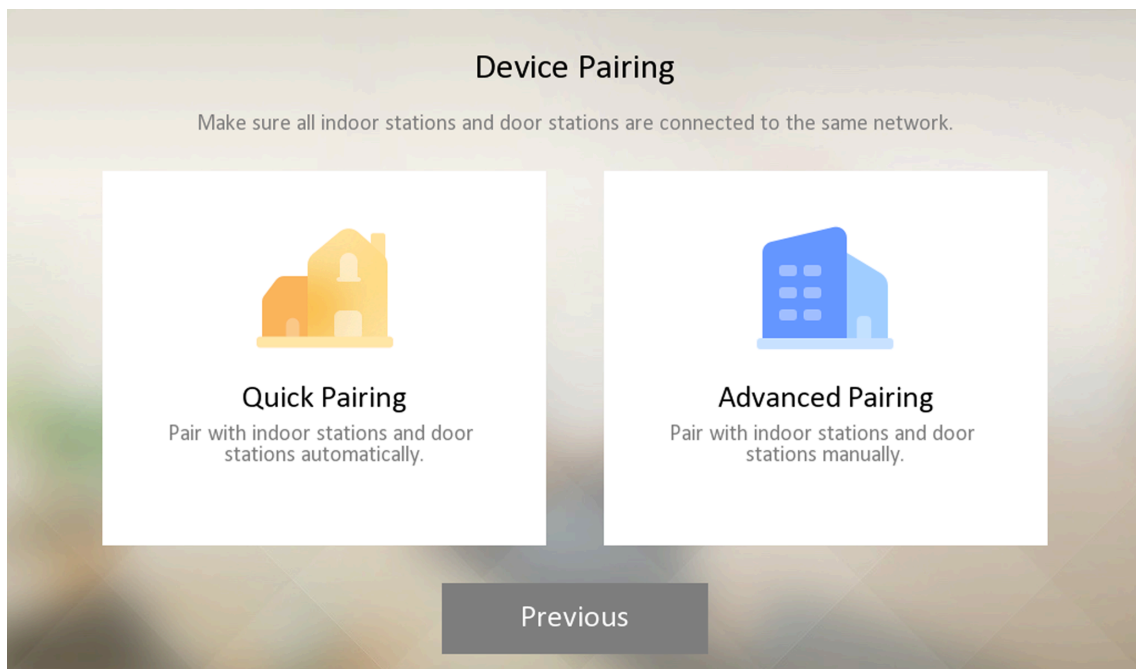 Device Pairing
Make sure all indoor stations and door stations are connected to the same network.
Quick Pairing
Pair with indoor stations and door
stations automatically.
Advanced Pairing
Pair with indoor stations and door
stations manually.
Previous